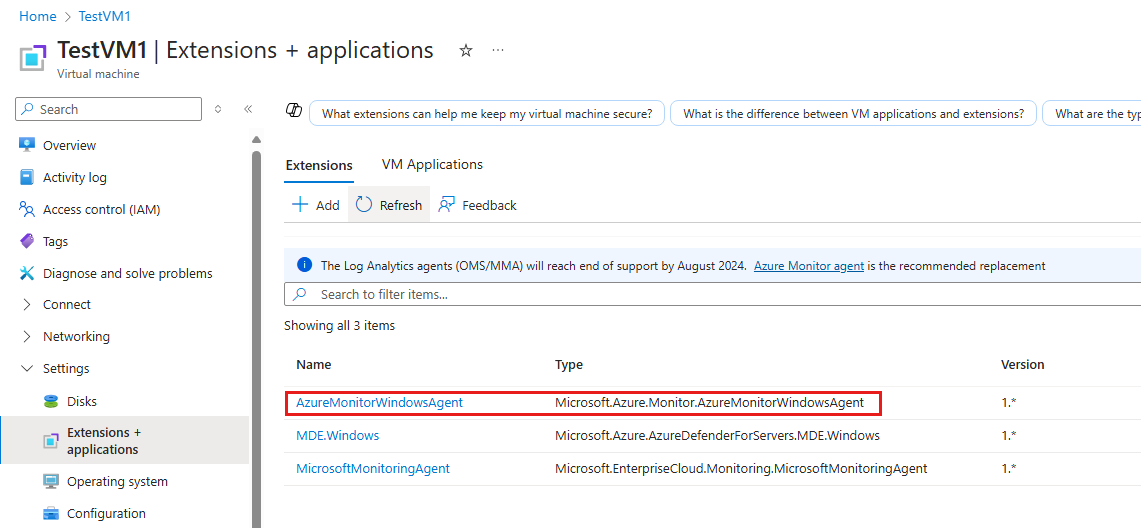 Home > TestVM1
TestVM1 | Extensions + applications ☆ ···
Virtual machine
Search
What extensions can help me keep my virtual machine secure?
What is the difference between VM applications and extensions?
What are the typ
Overview
Activity log
Access control (IAM)
Tags
Diagnose and solve problems
Connect
Networking
Settings
Disks
Extensions +
applications
Operating system
Configuration
Extensions VM Applications
Add Refresh Feedback
The Log Analytics agents (OMS/MMA) will reach end of support by August 2024. Azure Monitor agent is the recommended replacement
Search to filter items...
Showing all 3 items
Name Type Version
AzureMonitorWindowsAgent Microsoft.Azure.Monitor.AzureMonitorWindowsAgent 1.*
MDE.Windows Microsoft.Azure.AzureDefenderForServers.MDE.Windows 1.*
MicrosoftMonitoringAgent Microsoft.EnterpriseCloud.Monitoring.MicrosoftMonitoringAgent 1.*